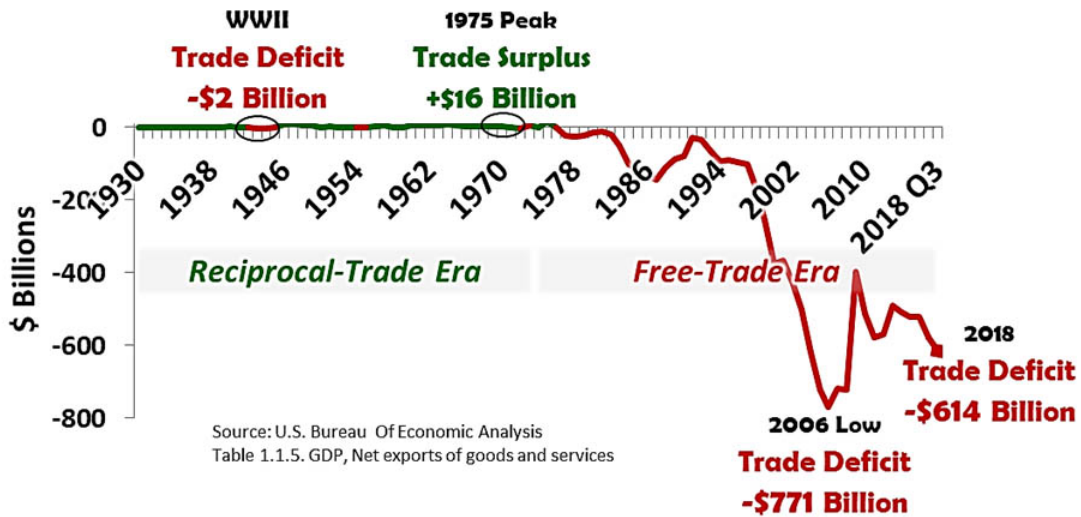 WWII
Trade Deficit
-$2 Billion
1975 Peak
Trade Surplus
+$16 Billion
$ Billions
0
-200
-400
-600
-800
1930
1938
1946
1954
1962
1970
1978
1986
1994
2002
2010
2018 Q3
Reciprocal-Trade Era
Free-Trade Era
2018
Trade Deficit
-$614 Billion
2006 Low
Trade Deficit
-$771 Billion
Source: U.S. Bureau Of Economic Analysis
Table 1.1.5. GDP, Net exports of goods and services